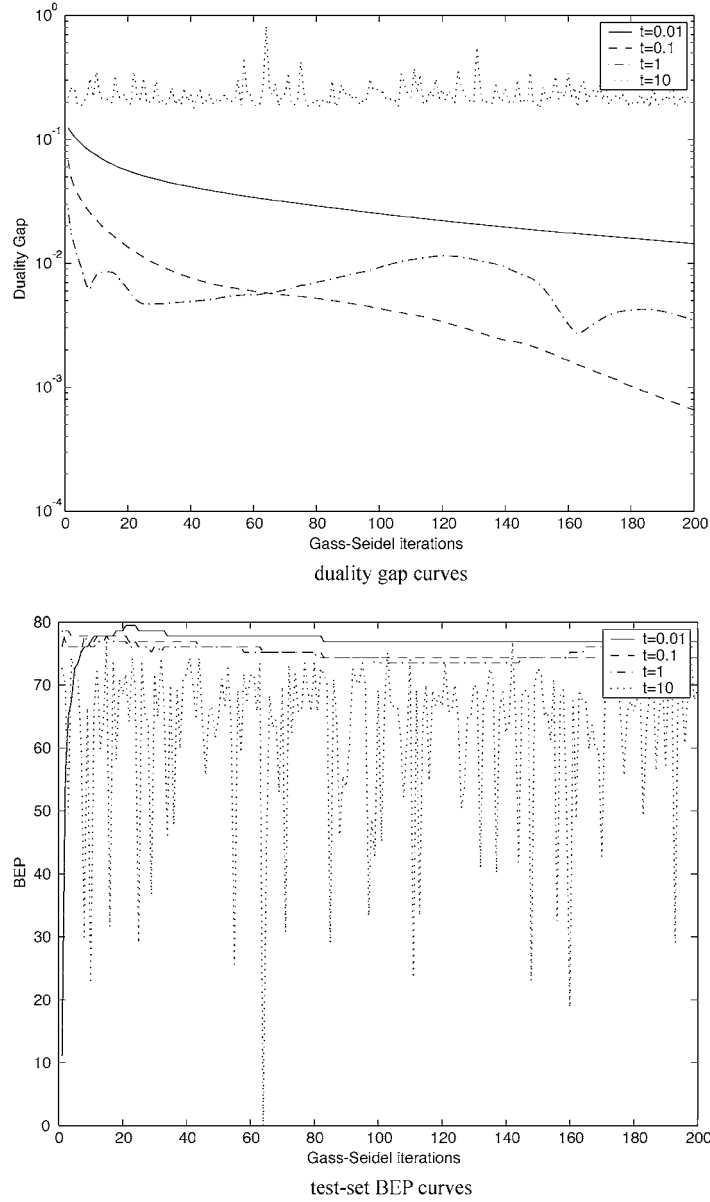 10^0
t=0.01
t=0.1
t=1
t=10
10^-1
10^-2
10^-3
10^-4
Duality Gap
0 20 40 60 80 100 120 140 160 180 200
Gass-Seidel iterations
duality gap curves
80
70
60
50
40
30
20
10
0
BEP
t=0.01
t=0.1
t=1
t=10
0 20 40 60 80 100 120 140 160 180 200
Gass-Seidel iterations
test-set BEP curves